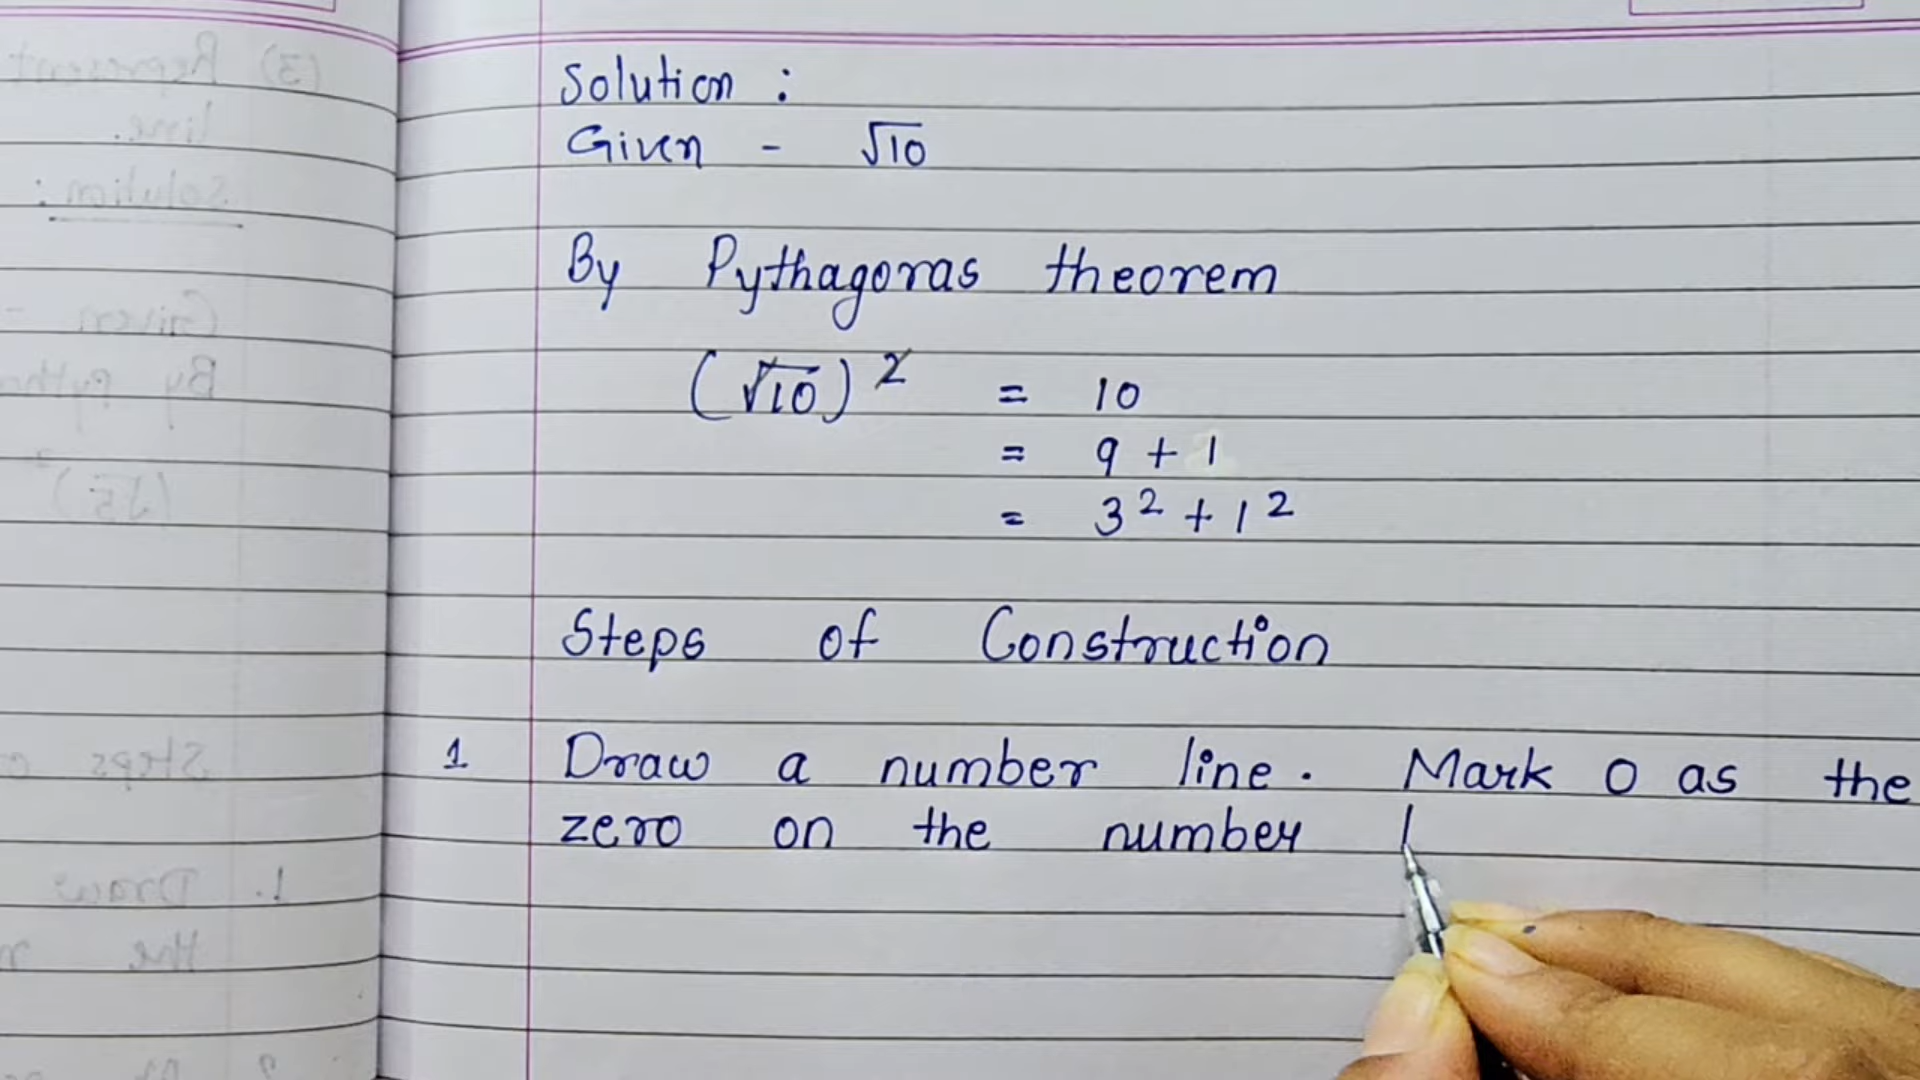 Solution :
Given - √10
By Pythagoras theorem
(√10)² = 10
= 9 + 1
= 3² + 1²
Steps of Construction
1 Draw a number line. Mark 0 as the
zero on the number l